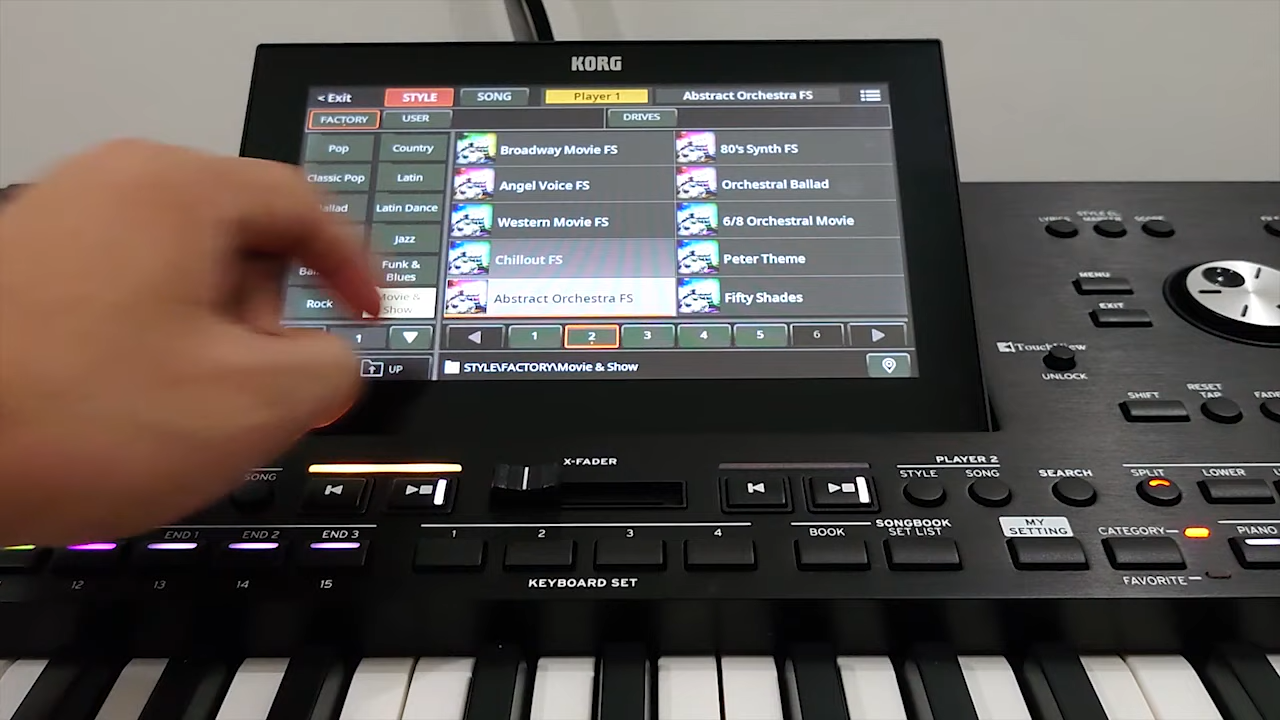 KORG
< Exit STYLE SONG Player 1 Abstract Orchestra FS
FACTORY USER DRIVES
Pop Country Broadway Movie FS 80's Synth FS
Classic Pop Latin Angel Voice FS Orchestral Ballad
Latin Dance Western Movie FS 6/8 Orchestral Movie
Jazz Chillout FS Peter Theme
Funk &
Blues
Rock Movie &
Show Abstract Orchestra FS Fifty Shades
1 1 2 3 4 5 6
UP STYLE\FACTORY\Movie & Show
MENU
EXIT
TouchView
UNLOCK
SHIFT RESET
TAP
SONG X-FADER PLAYER 2
STYLE SONG SEARCH SPLIT LOWER
END 1 END 2 END 3 1 2 3 4 BOOK SONGBOOK
SET LIST MY
SETTING CATEGORY PIANO
12 13 14 15 KEYBOARD SET FAVORITE